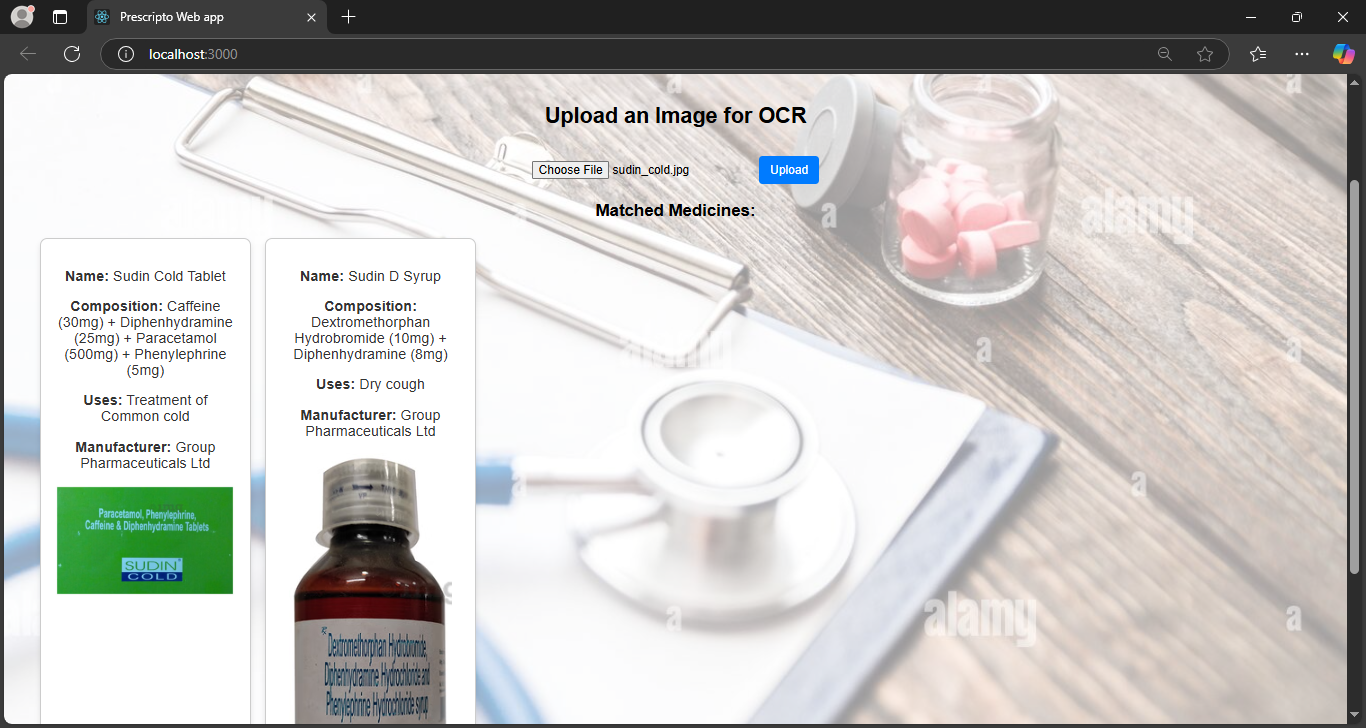 Prescripto Web app
localhost:3000
Upload an Image for OCR
Choose File sudin_cold.jpg
Upload
Matched Medicines:
Name: Sudin Cold Tablet
Composition: Caffeine
(30mg) + Diphenhydramine
(25mg) + Paracetamol
(500mg) + Phenylephrine
(5mg)
Uses: Treatment of
Common cold
Manufacturer: Group
Pharmaceuticals Ltd
Paracetamol, Phenylephrine,
Caffeine & Diphenhydramine Tablets
SUDIN
COLD
Name: Sudin D Syrup
Composition:
Dextromethorphan
Hydrobromide (10mg) +
Diphenhydramine (8mg)
Uses: Dry cough
Manufacturer: Group
Pharmaceuticals Ltd
Dextromethorphan Hydrobromide,
Diphenhydramine Hydrochloride and
Phenylephrine Hydrochloride syrup
alamy
alamy
alamy
a
a
a
a
a
a
a